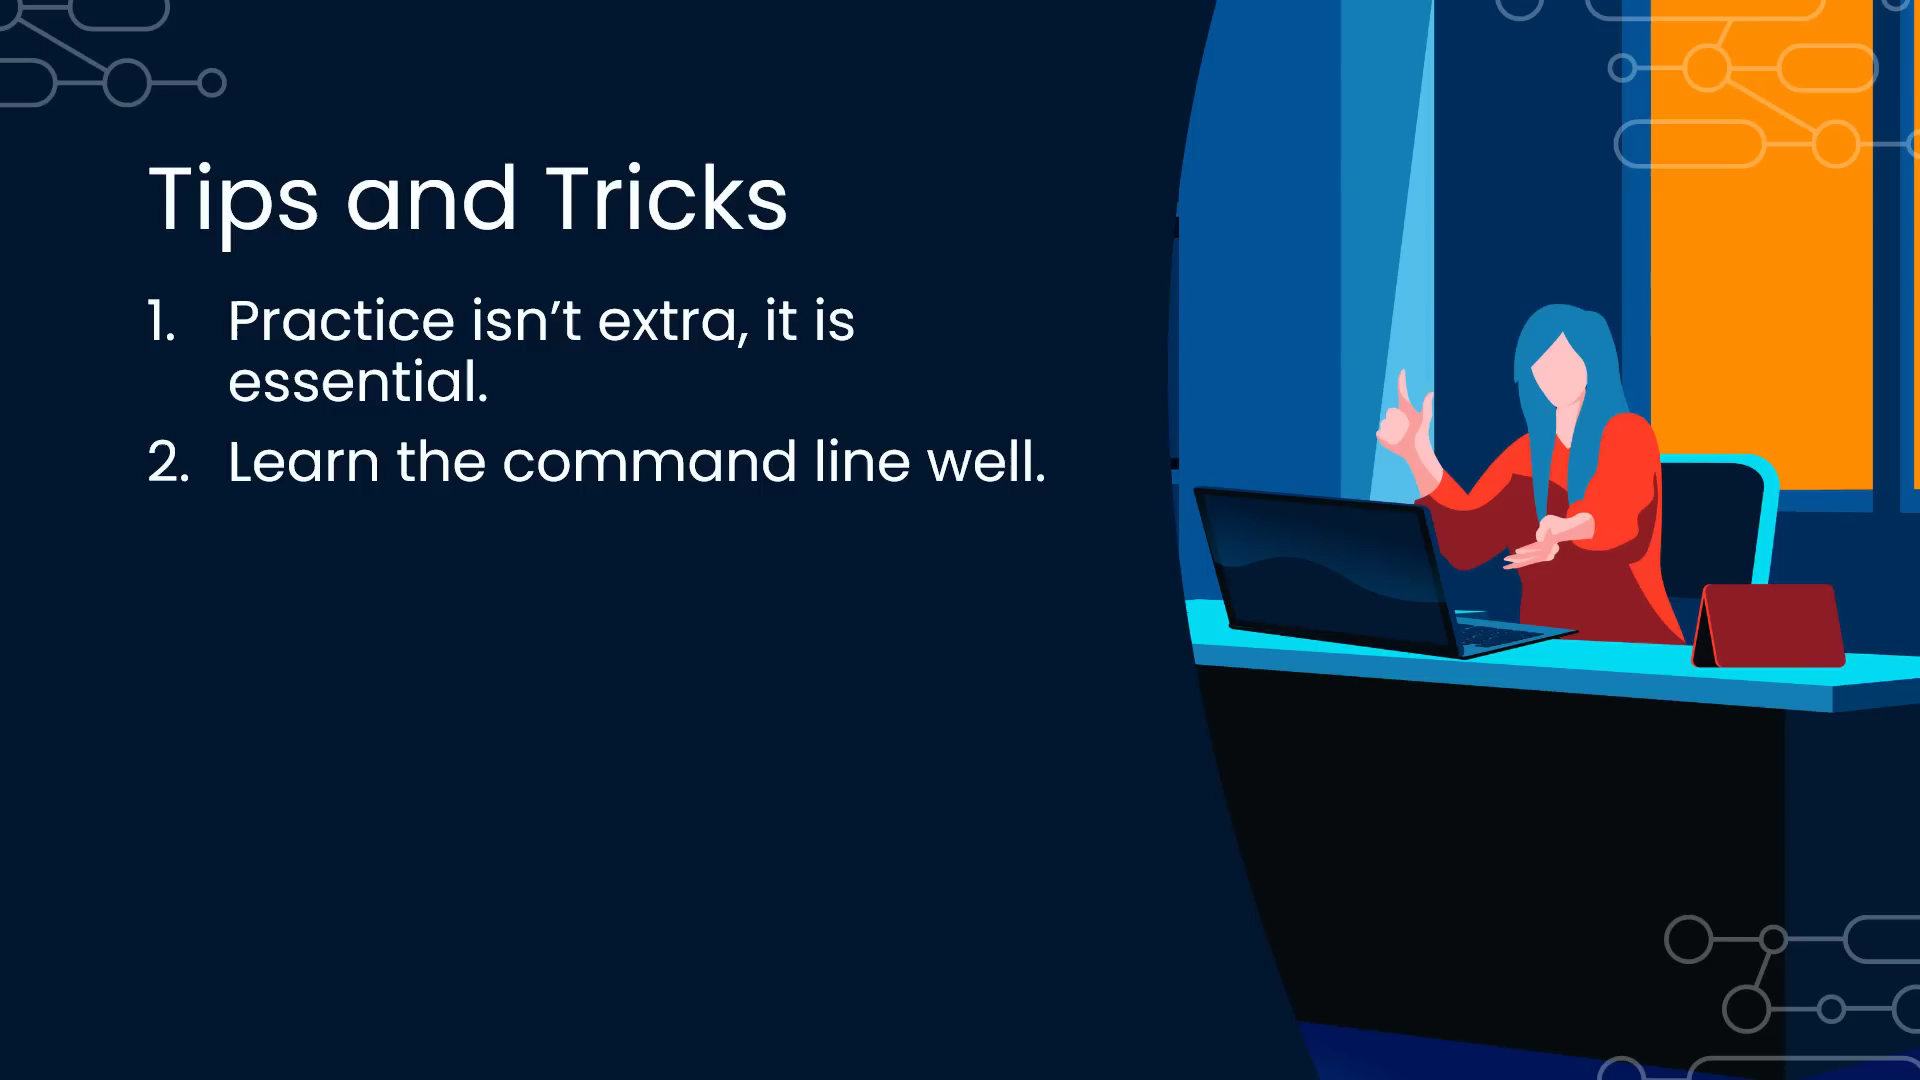 Tips and Tricks
1. Practice isn’t extra, it is
essential.
2. Learn the command line well.